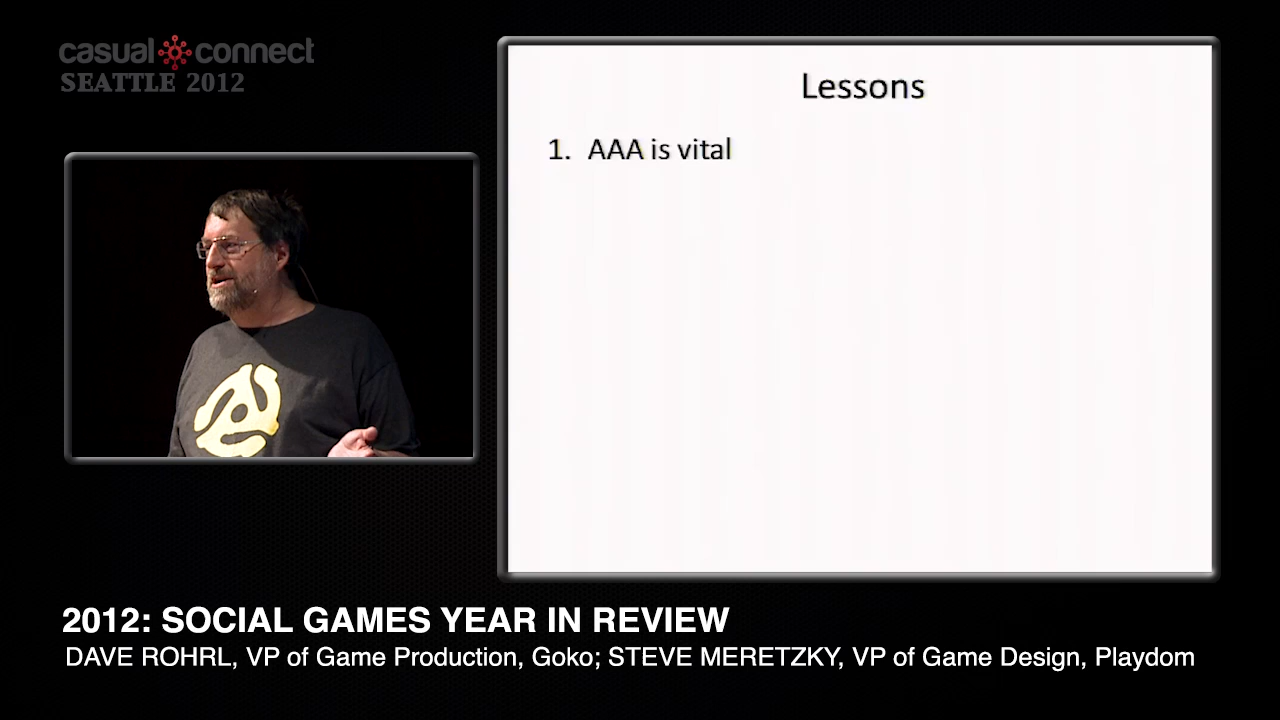 casual connect
SEATTLE 2012
Lessons
1. AAA is vital
2012: SOCIAL GAMES YEAR IN REVIEW
DAVE ROHRL, VP of Game Production, Goko; STEVE MERETZKY, VP of Game Design, Playdom